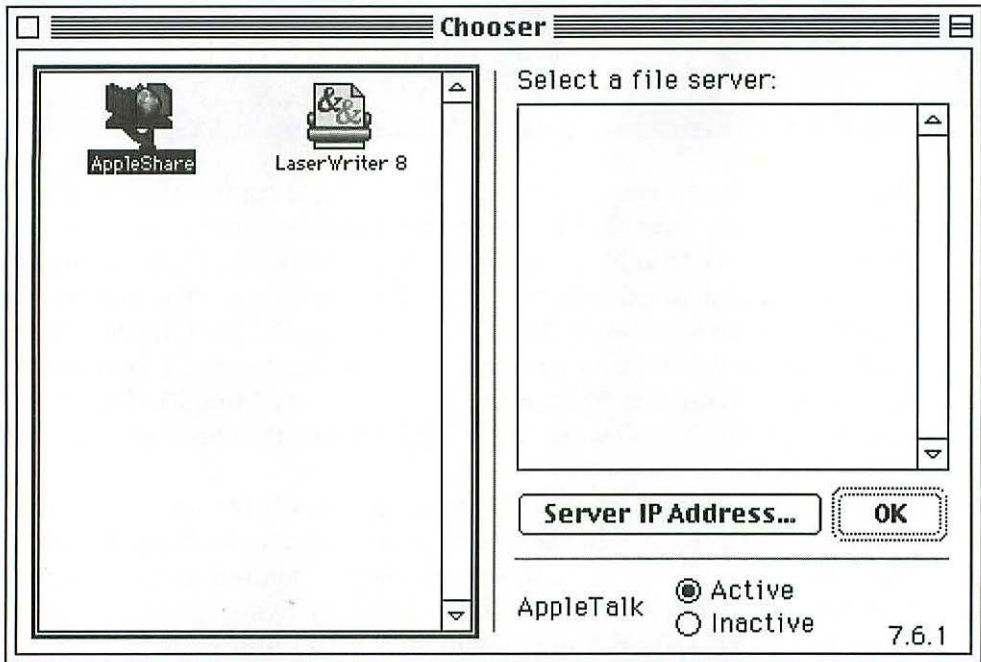 Chooser
AppleShare
LaserWriter 8
Select a file server:
Server IP Address...
OK
AppleTalk
Active
Inactive
7.6.1